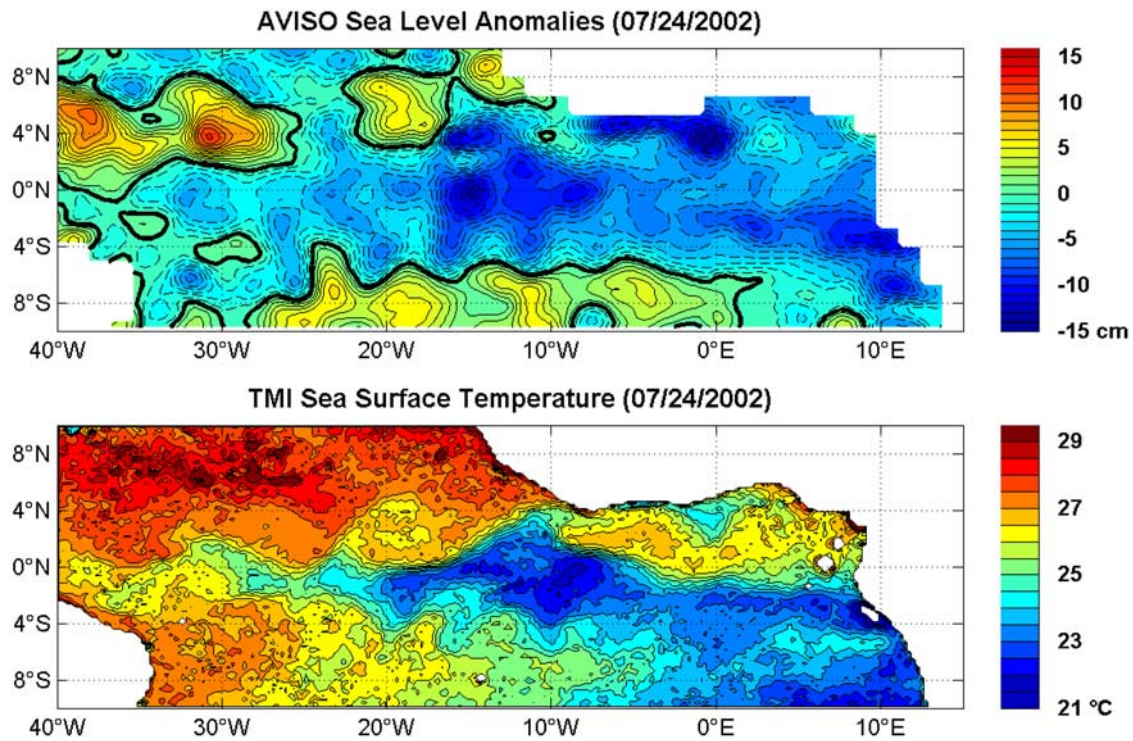 AVISO Sea Level Anomalies (07/24/2002)
8°N
4°N
0°N
4°S
8°S
40°W 30°W 20°W 10°W 0°E 10°E
15
10
5
0
-5
-10
-15 cm
TMI Sea Surface Temperature (07/24/2002)
8°N
4°N
0°N
4°S
8°S
40°W 30°W 20°W 10°W 0°E 10°E
29
27
25
23
21 °C